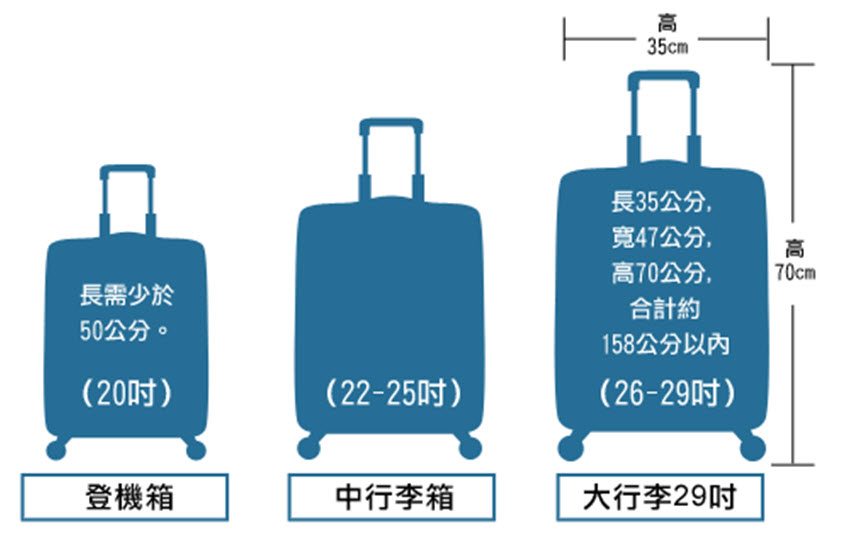 高
35cm
長需少於
50公分。
(20吋)
登機箱
(22-25吋)
中行李箱
長35公分,
寬47公分,
高70公分,
合計約
158公分以內
(26-29吋)
大行李29吋
高
70cm